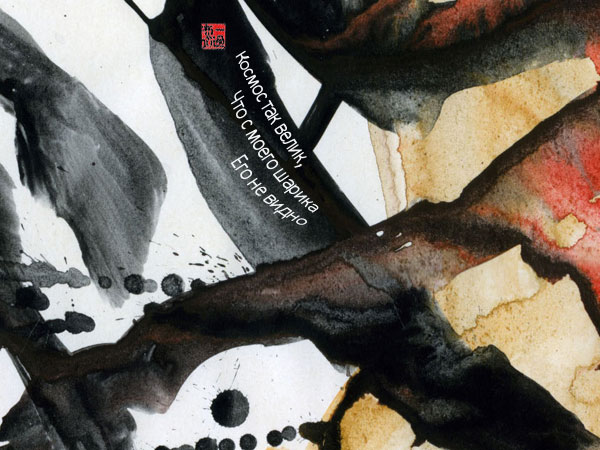 Космос так велик,
Что с моего шарика
Его не видно